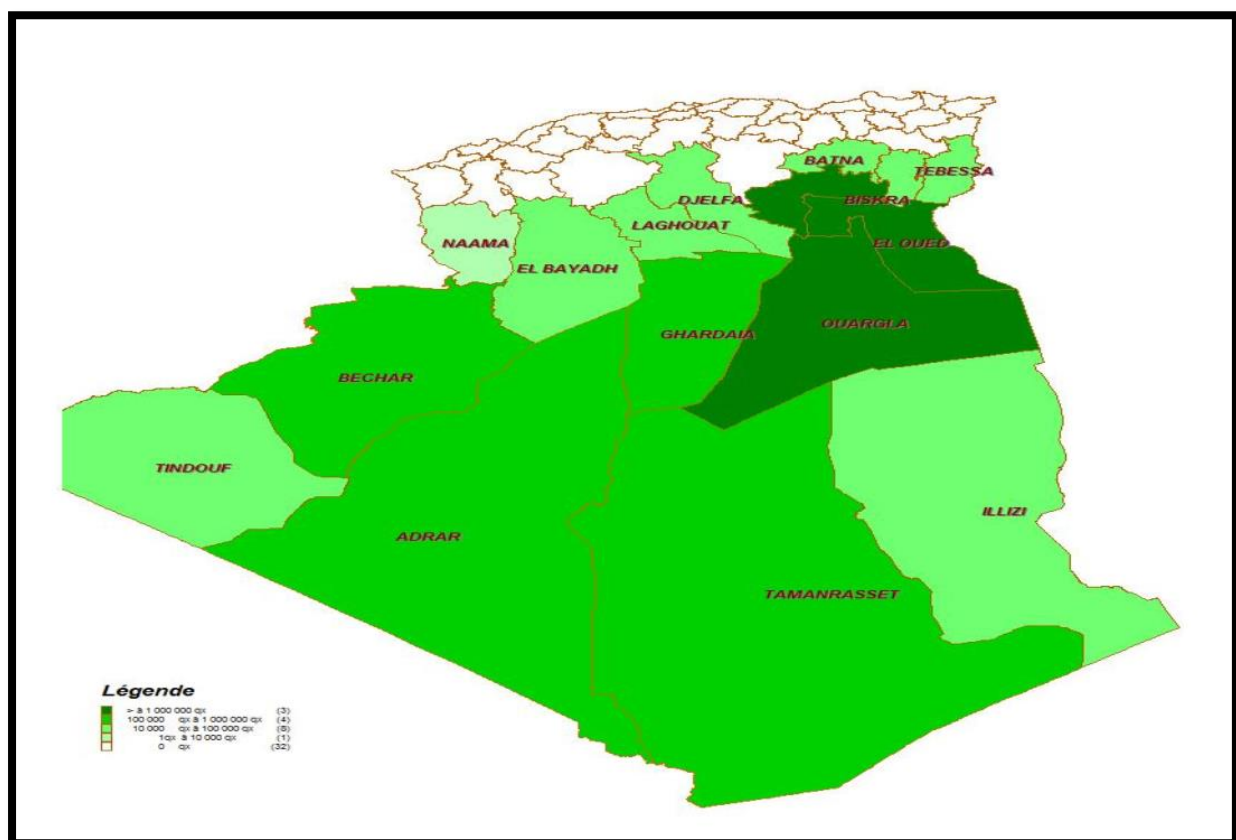 BATNA
TEBESSA
DJELFA
BISKRA
LAGHOUAT
NAAMA
EL OUED
EL BAYADH
OUARGLA
GHARDAIA
BECHAR
TINDOUF
ILLIZI
ADRAR
TAMANRASSET
Légende
> à 1 000 000 qx (3)
100 000 qx à 1 000 000 qx (4)
10 000 qx à 100 000 qx (8)
1qx à 10 000 qx (1)
0 qx (32)